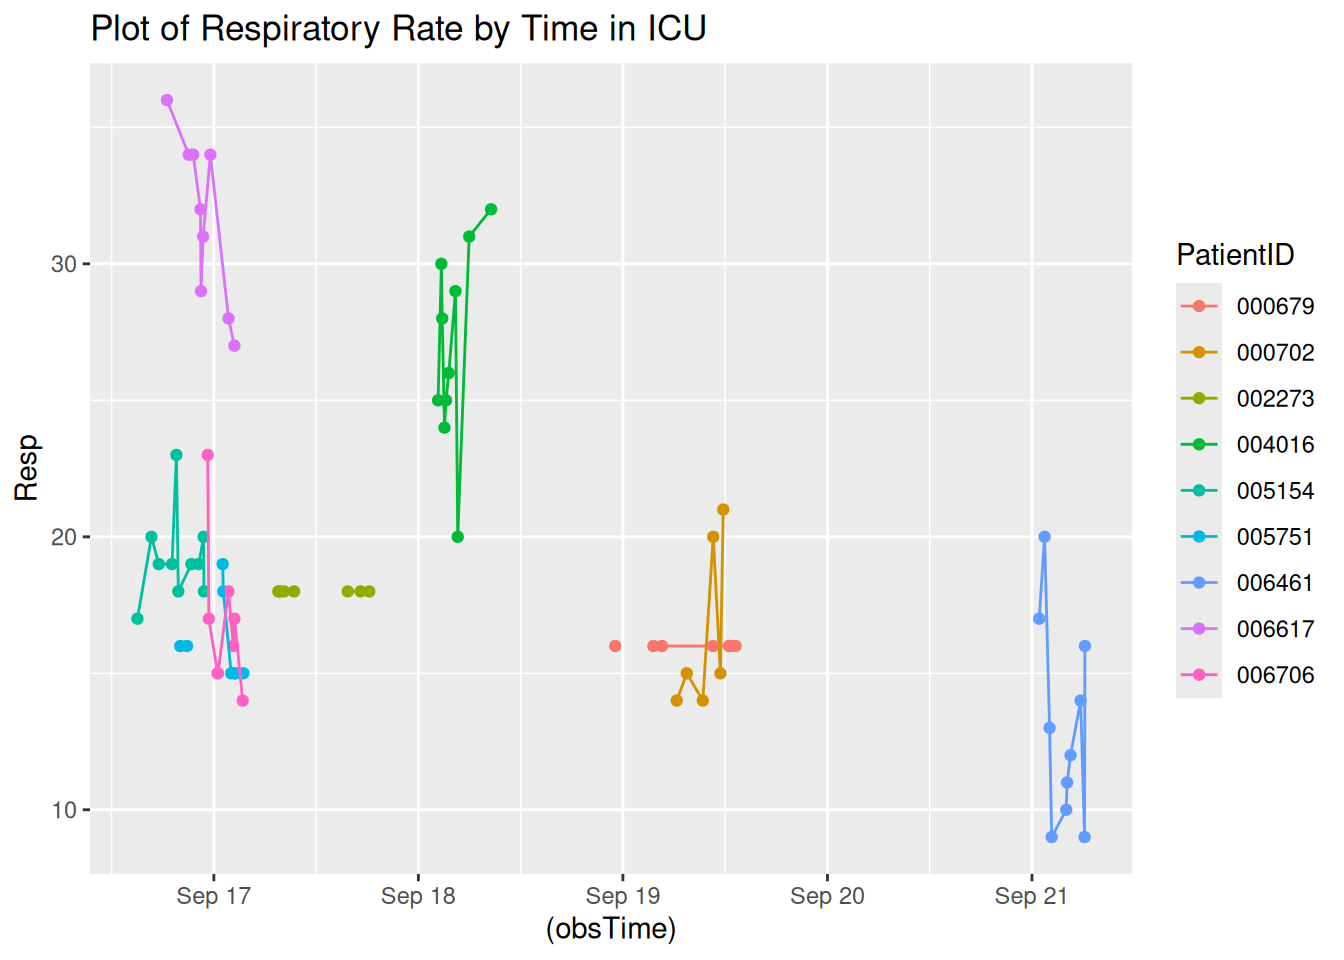 Plot of Respiratory Rate by Time in ICU
Resp
30
20
10
Sep 17
Sep 18
Sep 19
Sep 20
Sep 21
(obsTime)
PatientID
000679
000702
002273
004016
005154
005751
006461
006617
006706